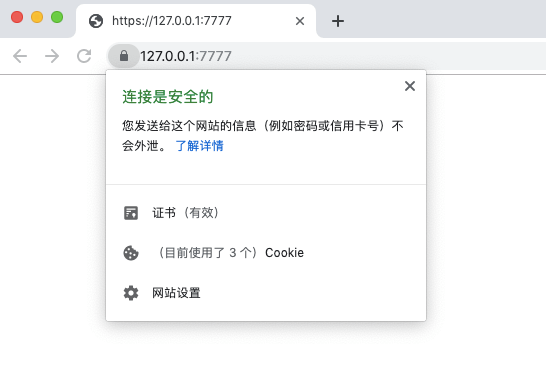 https://127.0.0.1:7777
127.0.0.1:7777
连接是安全的
您发送给这个网站的信息（例如密码或信用卡号）不
会外泄。 了解详情
证书（有效）
（目前使用了 3 个）Cookie
网站设置